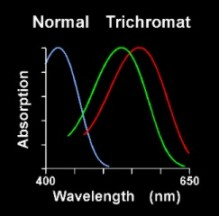 Normal Trichromat
Absorption
400 650
Wavelength (nm)